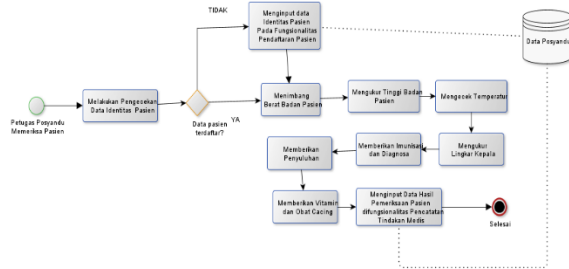 TIDAK
Menginput data
Identitas Pasien
Pada Fungsionalitas
Pendaftaran Pasien
Data Posyandu
Petugas Posyandu
Memeriksa Pasien
Melakukan Pengecekan
Data Identitas Pasien
Data pasien
terdaftar?
YA
Menimbang
Berat Badan Pasien
Mengukur Tinggi Badan
Pasien
Mengecek Temperatur
Mengukur
Lingkar Kepala
Memberikan Imunisasi
dan Diagnosa
Memberikan
Penyuluhan
Memberikan Vitamin
dan Obat Cacing
Menginput Data Hasil
Pemeriksaan Pasien
difungsionalitas Pencatatan
Tindakan Medis
Selesai